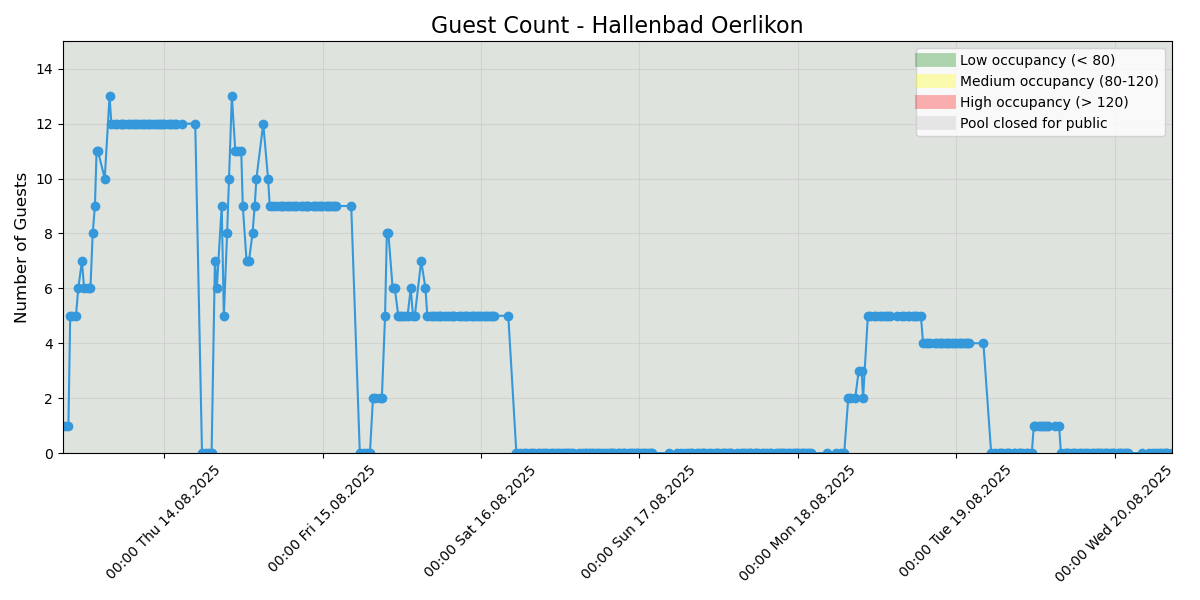 Guest Count - Hallenbad Oerlikon
Number of Guests
14
12
10
8
6
4
2
0
Low occupancy (< 80)
Medium occupancy (80-120)
High occupancy (> 120)
Pool closed for public
00:00 Thu 14.08.2025
00:00 Fri 15.08.2025
00:00 Sat 16.08.2025
00:00 Sun 17.08.2025
00:00 Mon 18.08.2025
00:00 Tue 19.08.2025
00:00 Wed 20.08.2025